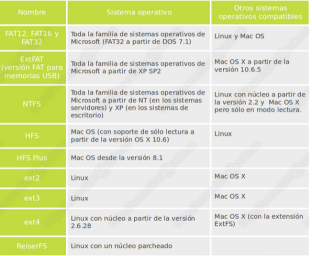 Nombre
Sistema operativo
Otros sistemas
operativos compatibles
FAT12, FAT16 y
FAT32
Toda la familia de sistemas operativos de
Microsoft (FAT32 a partir de DOS 7.1)
Linux y Mac OS
ExtFAT
(versión FAT para
memorias USB)
Toda la familia de sistemas operativos de
Microsoft a partir de XP SP2
Mac OS X a partir de la
versión 10.6.5
NTFS
Toda la familia de sistemas operativos de
Microsoft a partir de NT (en los sistemas
servidores) y XP (en los sistemas de
escritorio)
Linux con núcleo a partir de
la versión 2.2 y Mac OS X
pero sólo en modo lectura.
HFS
Mac OS (con soporte de sólo lectura a
partir de la versión OS X 10.6)
Linux
HFS Plus
Mac OS desde la versión 8.1
ext2
Linux
Mac OS X
ext3
Linux
Mac OS X
ext4
Linux con núcleo a partir de la versión
2.6.28
Mac OS X (con la extensión
ExtFS)
ReiserFS
Linux con un núcleo parcheado